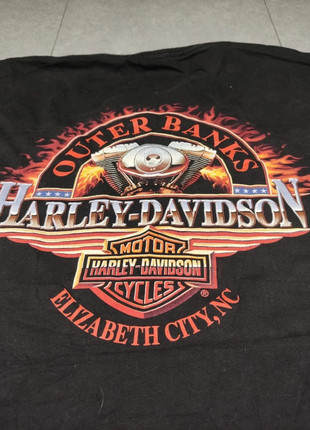 OUTER BANKS
HARLEY-DAVIDSON
MOTOR
HARLEY-DAVIDSON
CYCLES
®
ELIZABETH CITY, NC